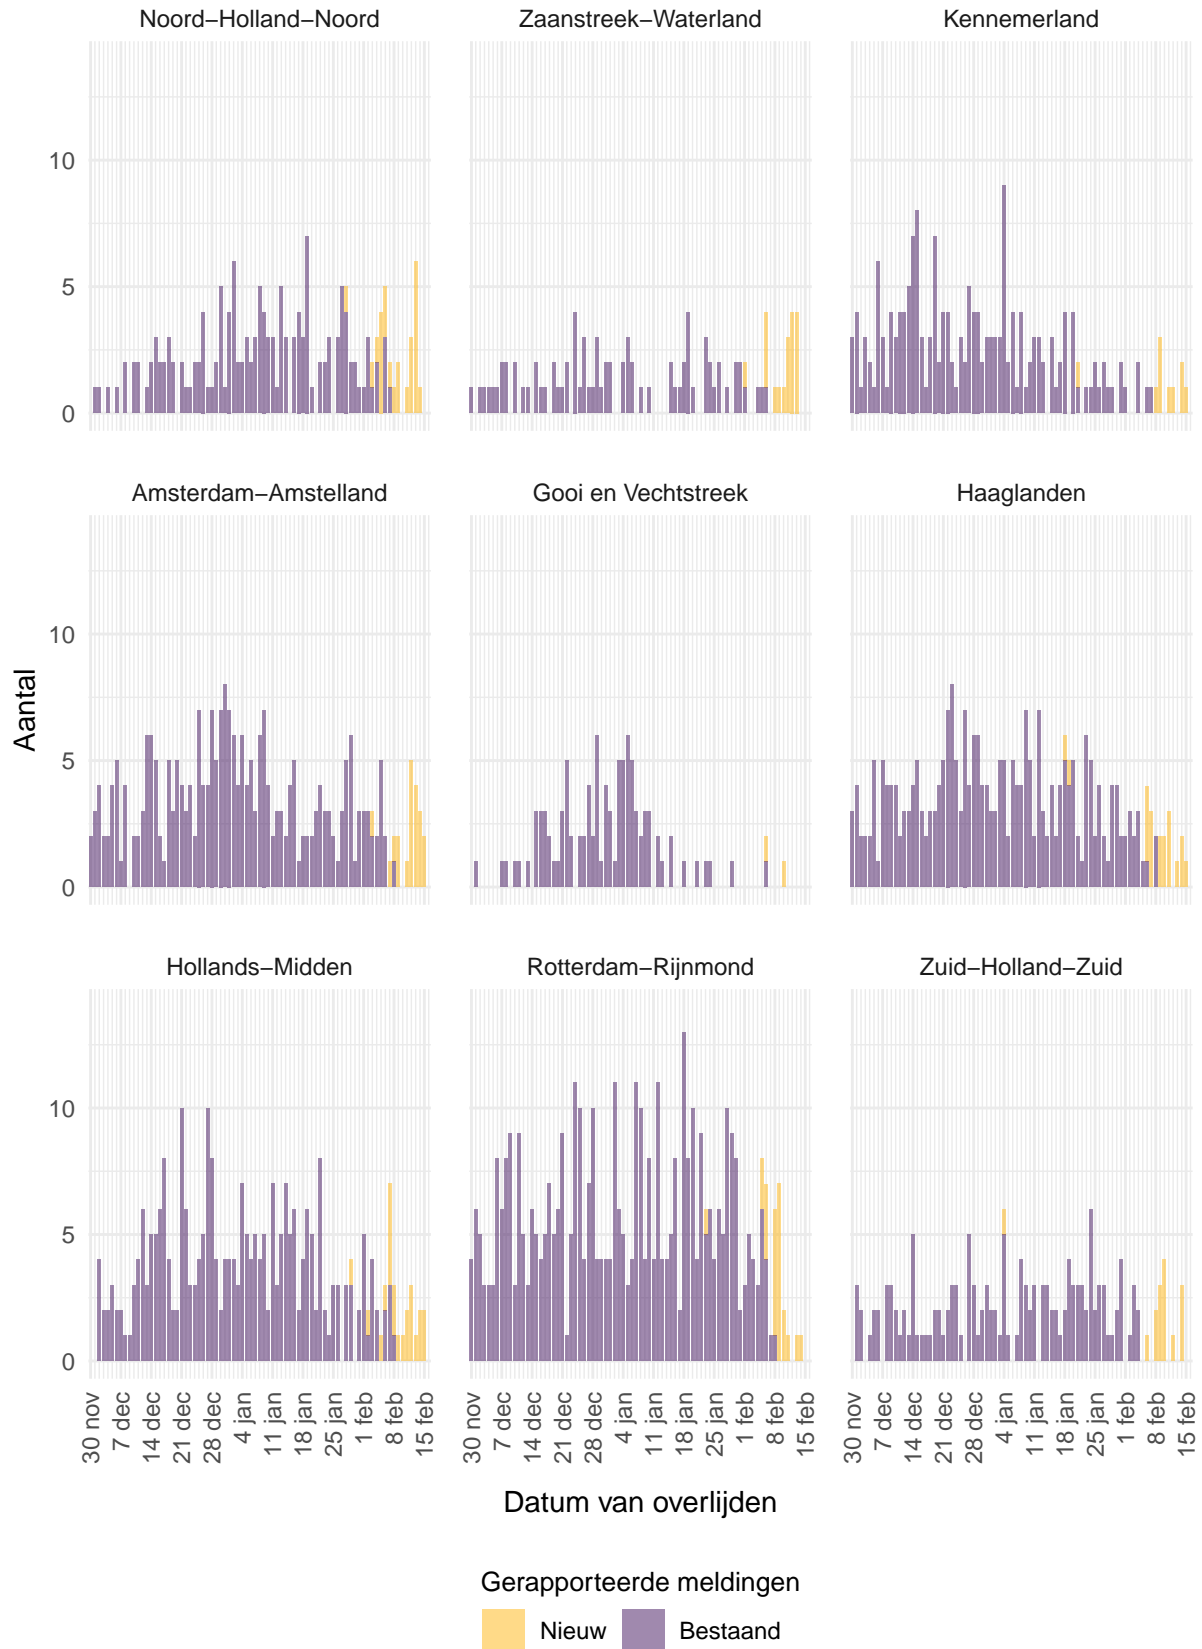 Noord−Holland−Noord
Zaanstreek−Waterland
Kennemerland
10
5
0
Amsterdam−Amstelland
Gooi en Vechtstreek
Haaglanden
10
5
0
Aantal
Hollands−Midden
Rotterdam−Rijnmond
Zuid−Holland−Zuid
10
5
0
30 nov
7 dec
14 dec
21 dec
28 dec
4 jan
11 jan
18 jan
25 jan
1 feb
8 feb
15 feb
30 nov
7 dec
14 dec
21 dec
28 dec
4 jan
11 jan
18 jan
25 jan
1 feb
8 feb
15 feb
30 nov
7 dec
14 dec
21 dec
28 dec
4 jan
11 jan
18 jan
25 jan
1 feb
8 feb
15 feb
Datum van overlijden
Gerapporteerde meldingen
Nieuw
Bestaand